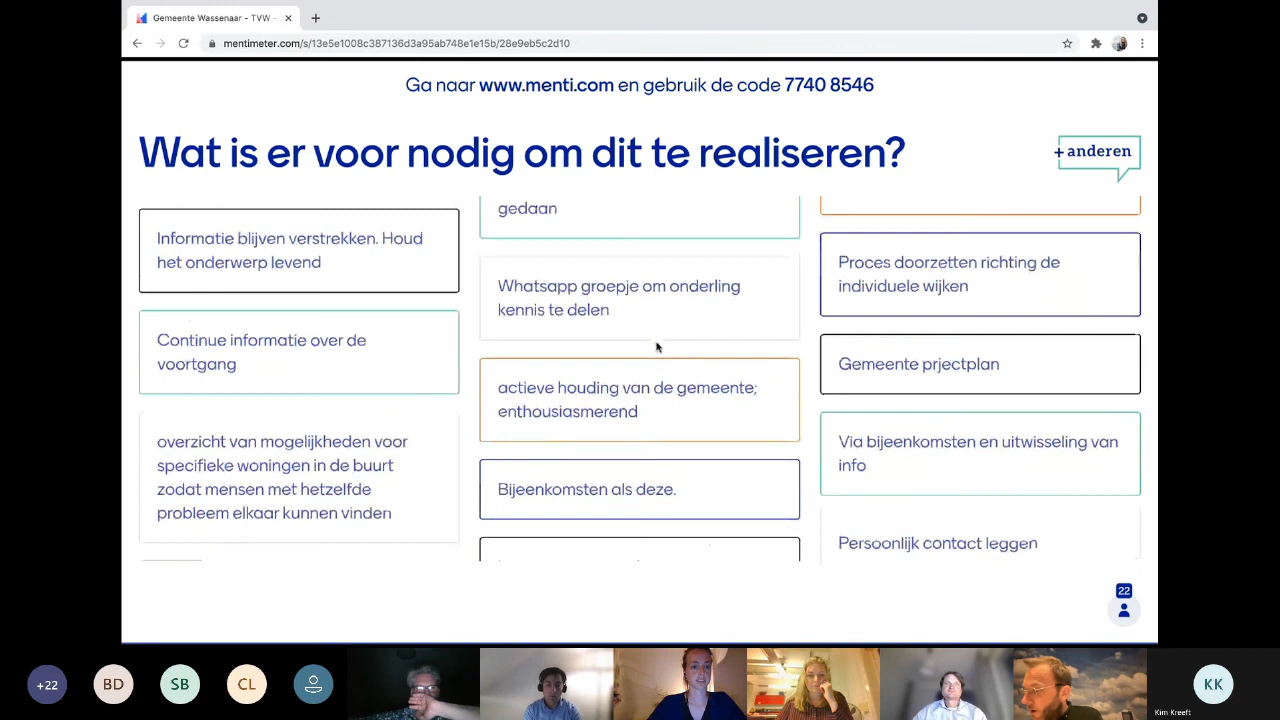 Gemeente Wassenaar - TVW -
mentimeter.com/s/13e5e1008c387136d3a95ab748e1e15b/28e9eb5c2d10
Ga naar www.menti.com en gebruik de code 7740 8546
Wat is er voor nodig om dit te realiseren?
+anderen
Informatie blijven verstrekken. Houd
het onderwerp levend
Continue informatie over de
voortgang
overzicht van mogelijkheden voor
specifieke woningen in de buurt
zodat mensen met hetzelfde
probleem elkaar kunnen vinden
gedaan
Whatsapp groepje om onderling
kennis te delen
actieve houding van de gemeente;
enthousiasmerend
Bijeenkomsten als deze.
Proces doorzetten richting de
individuele wijken
Gemeente prjectplan
Via bijeenkomsten en uitwisseling van
info
Persoonlijk contact leggen
22
+22
BD
SB
CL
KK
Kim Kreeft